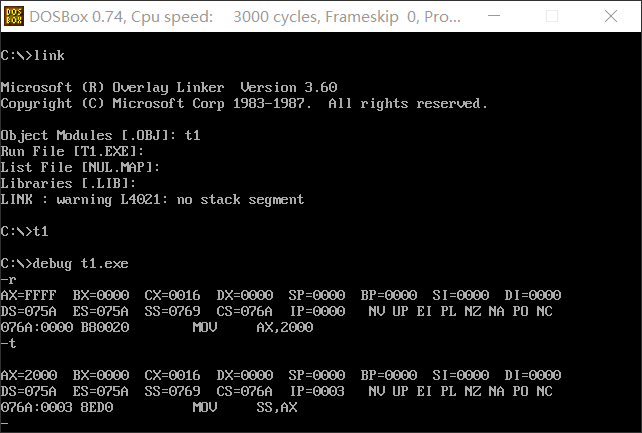 DOS BOX
DOSBox 0.74, Cpu speed: 3000 cycles, Frameskip 0, Pro...
C:\>link
Microsoft (R) Overlay Linker Version 3.60
Copyright (C) Microsoft Corp 1983-1987. All rights reserved.
Object Modules [.OBJ]: t1
Run File [T1.EXE]:
List File [NUL.MAP]:
Libraries [.LIB]:
LINK : warning L4021: no stack segment
C:\>t1
C:\>debug t1.exe
-r
AX=FFFF BX=0000 CX=0016 DX=0000 SP=0000 BP=0000 SI=0000 DI=0000
DS=075A ES=075A SS=0769 CS=076A IP=0000 NV UP EI PL NZ NA PO NC
076A:0000 B80020 MOV AX,2000
-t
AX=2000 BX=0000 CX=0016 DX=0000 SP=0000 BP=0000 SI=0000 DI=0000
DS=075A ES=075A SS=0769 CS=076A IP=0003 NV UP EI PL NZ NA PO NC
076A:0003 8ED0 MOV SS,AX
-